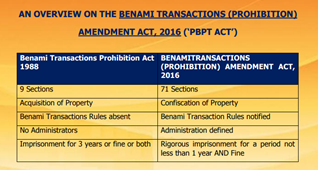 AN OVERVIEW ON THE BENAMI TRANSACTIONS (PROHIBITION)
AMENDMENT ACT, 2016 (‘PBPT ACT’)
Benami Transactions Prohibition Act 1988
BENAMITRANSACTIONS (PROHIBITION) AMENDMENT ACT, 2016
9 Sections
71 Sections
Acquisition of Property
Confiscation of Property
Benami Transactions Rules absent
Benami Transaction Rules notified
No Administrators
Administration defined
Imprisonment for 3 years or fine or both
Rigorous imprisonment for a period not less than 1 year AND Fine